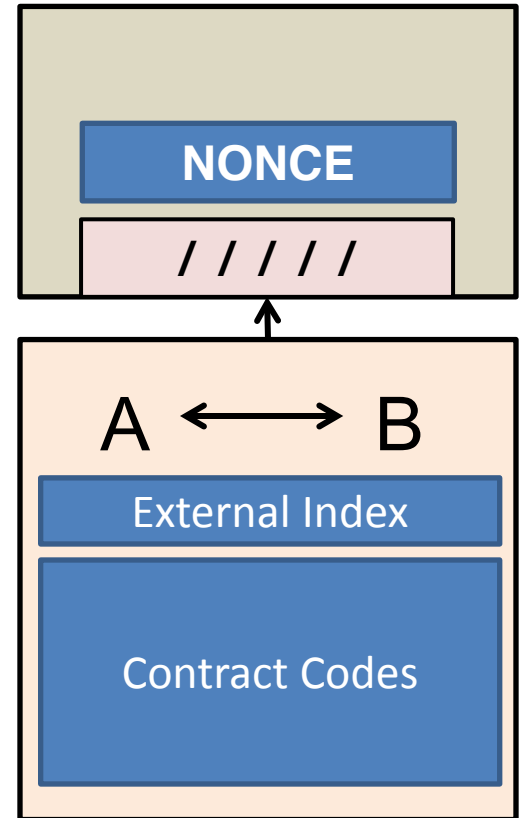 NONCE
/ / / / /
A B
External Index
Contract Codes